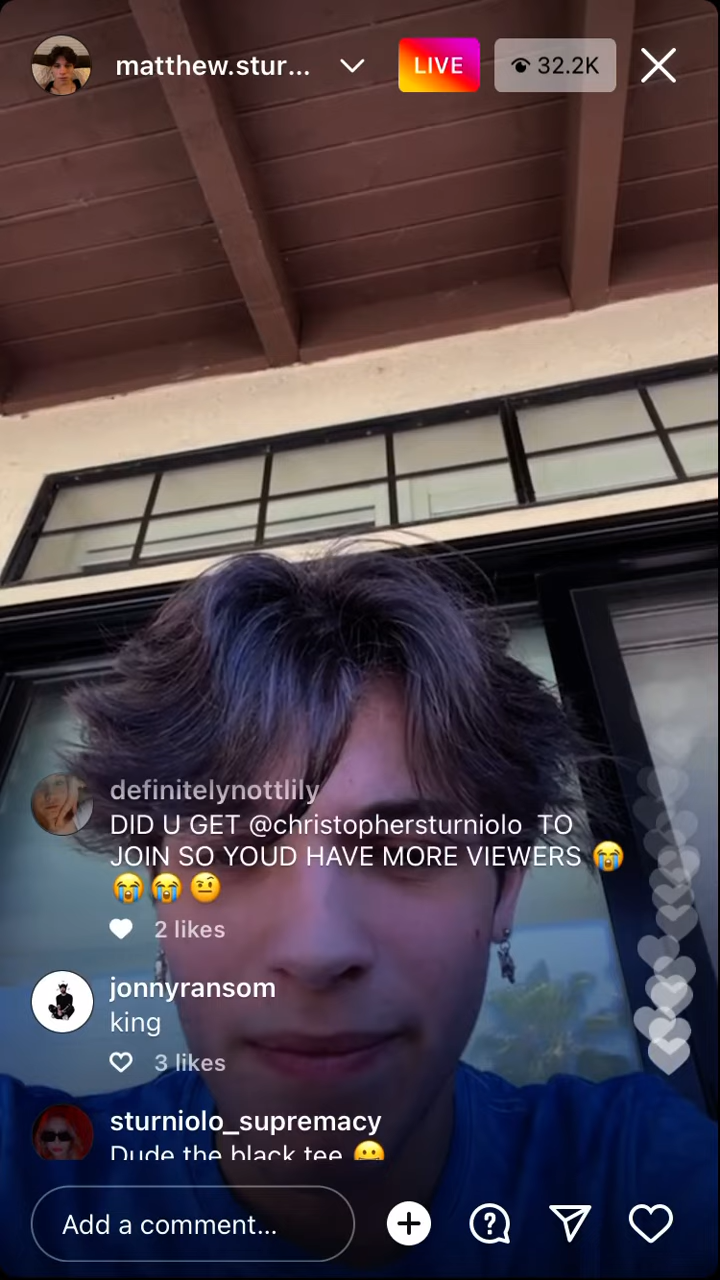 matthew.stur...
LIVE
32.2K
definitelynottlily
DID U GET @christophersturniolo TO
JOIN SO YOUD HAVE MORE VIEWERS 😭
😭😭🤨
2 likes
jonnyransom
king
3 likes
sturniolo_supremacy
Dude the black tee 😬
Add a comment...